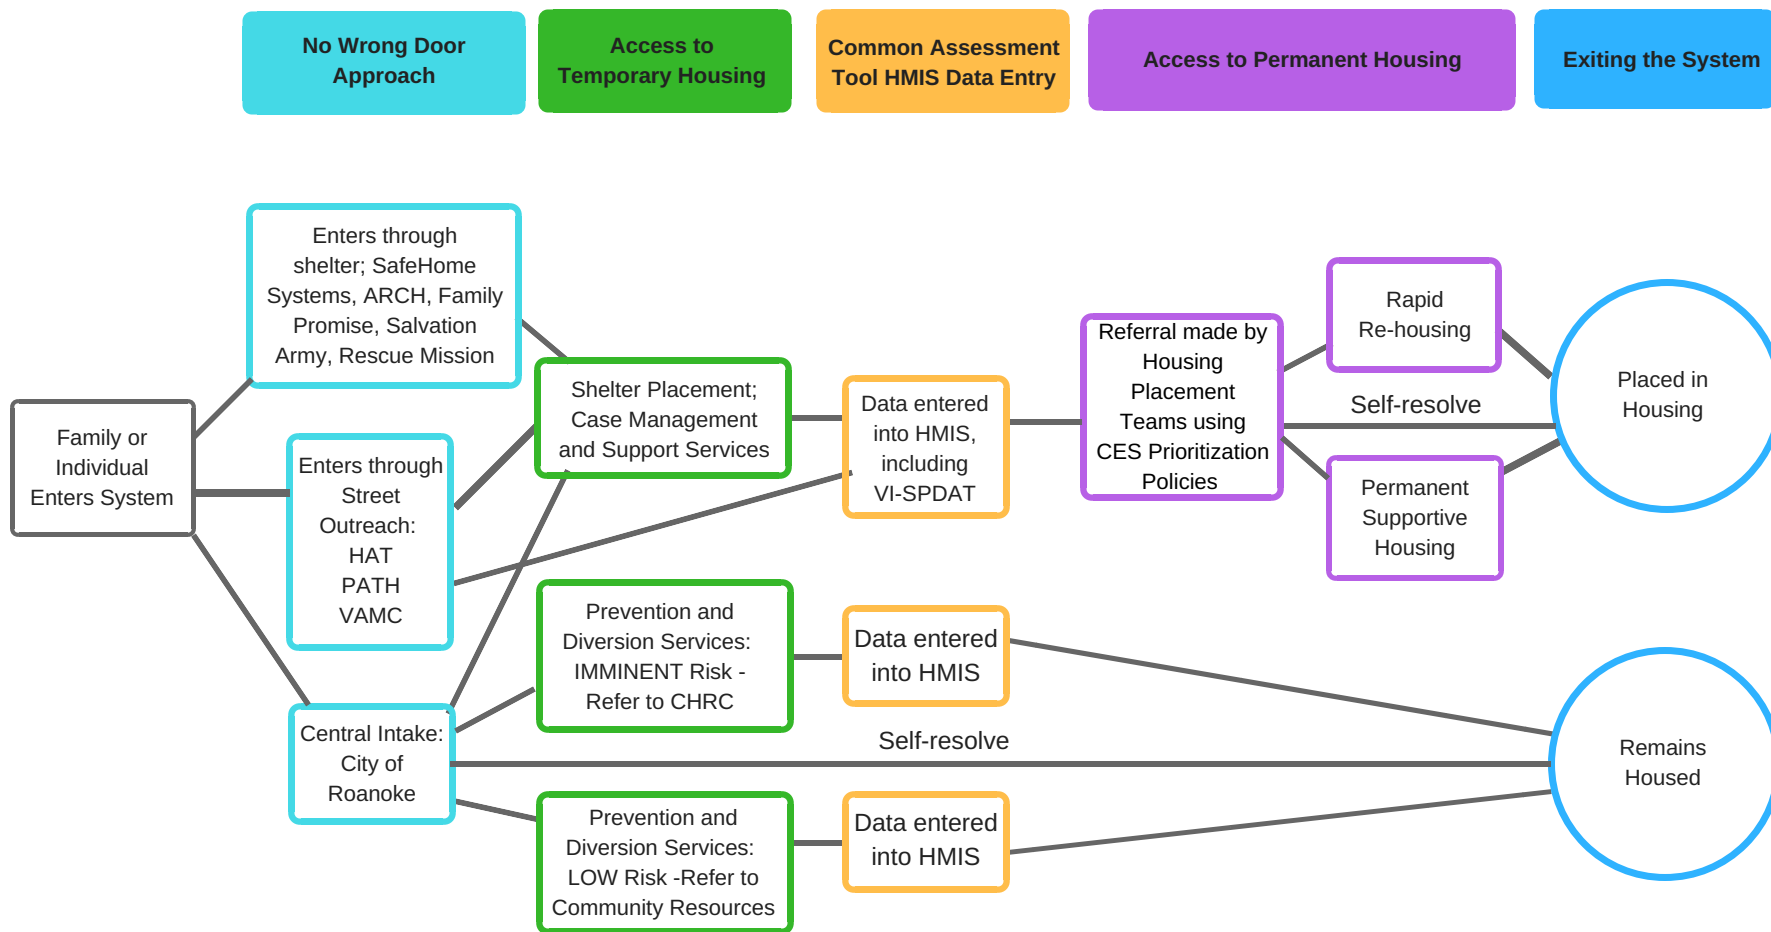 No Wrong Door
Approach
Access to
Temporary Housing
Common Assessment
Tool HMIS Data Entry
Access to Permanent Housing
Exiting the System
Family or
Individual
Enters System
Enters through
shelter; SafeHome
Systems, ARCH, Family
Promise, Salvation
Army, Rescue Mission
Enters through
Street
Outreach:
HAT
PATH
VAMC
Central Intake:
City of
Roanoke
Shelter Placement;
Case Management
and Support Services
Prevention and
Diversion Services:
IMMINENT Risk -
Refer to CHRC
Prevention and
Diversion Services:
LOW Risk -Refer to
Community Resources
Data entered
into HMIS,
including
VI-SPDAT
Data entered
into HMIS
Self-resolve
Data entered
into HMIS
Referral made by
Housing
Placement
Teams using
CES Prioritization
Policies
Rapid
Re-housing
Self-resolve
Permanent
Supportive
Housing
Placed in
Housing
Remains
Housed